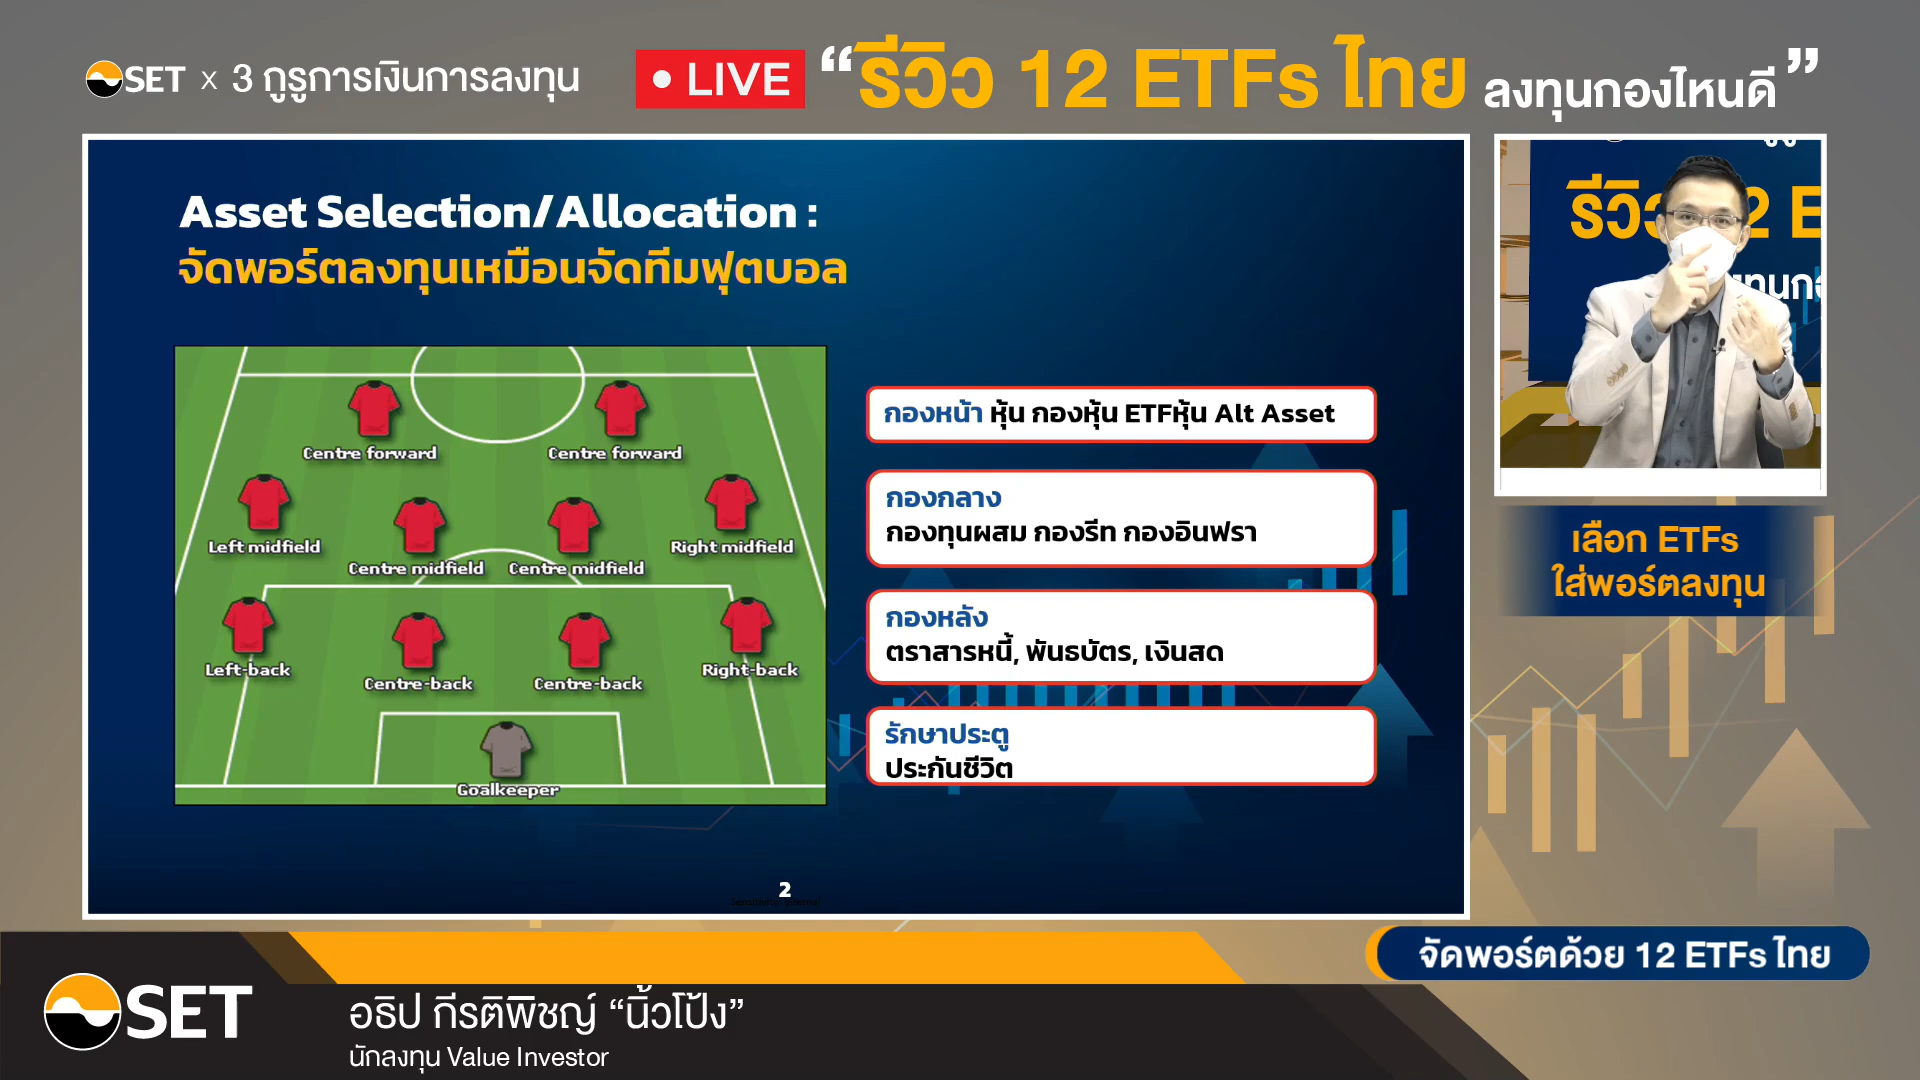 SET x 3 กูรูการเงินการลงทุน
LIVE
“รีวิว 12 ETFs ไทย ลงทุนกองไหนดี”
Asset Selection/Allocation :
จัดพอร์ตลงทุนเหมือนจัดทีมฟุตบอล
Centre forward
Centre forward
Left midfield
Centre midfield
Centre midfield
Right midfield
Left-back
Centre-back
Centre-back
Right-back
Goalkeeper
กองหน้า หุ้น กองหุ้น ETFหุ้น Alt Asset
กองกลาง
กองทุนผสม กองรีท กองอินฟรา
กองหลัง
ตราสารหนี้, พันธบัตร, เงินสด
รักษาประตู
ประกันชีวิต
2
เลือก ETFs
ใส่พอร์ตลงทุน
จัดพอร์ตด้วย 12 ETFs ไทย
SET
อธิป กีรติพิชญ์ “นิ้วโป้ง”
นักลงทุน Value Investor